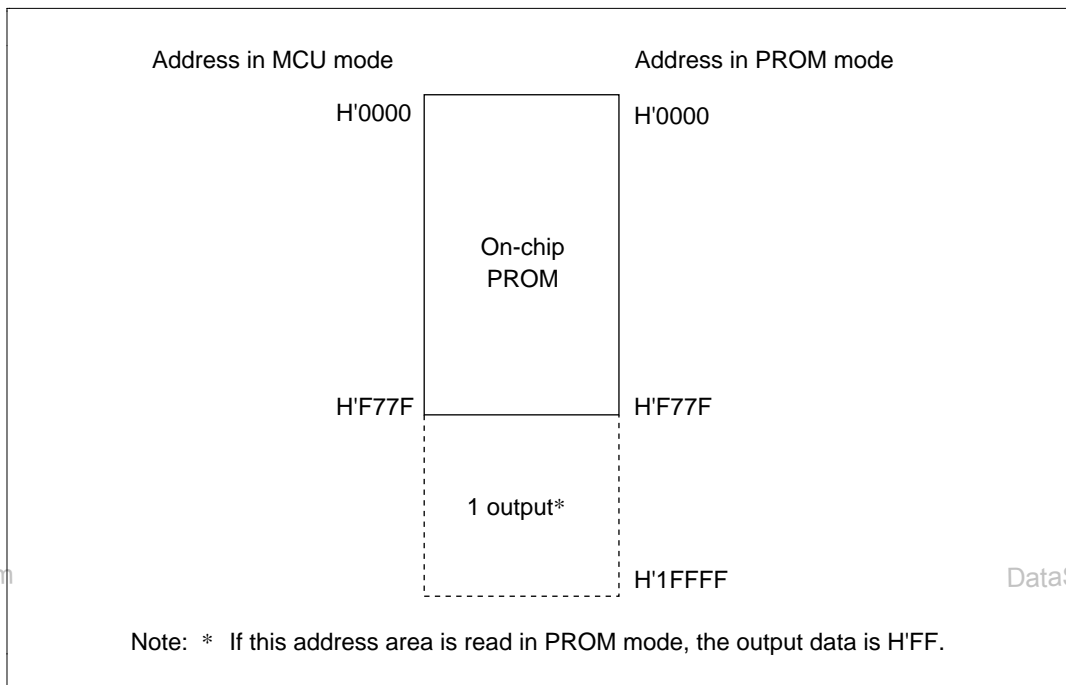 Address in MCU mode Address in PROM mode
H'0000 H'0000
On-chip
PROM
H'F77F H'F77F
1 output*
H'1FFFF
m DataS
Note: * If this address area is read in PROM mode, the output data is H'FF.